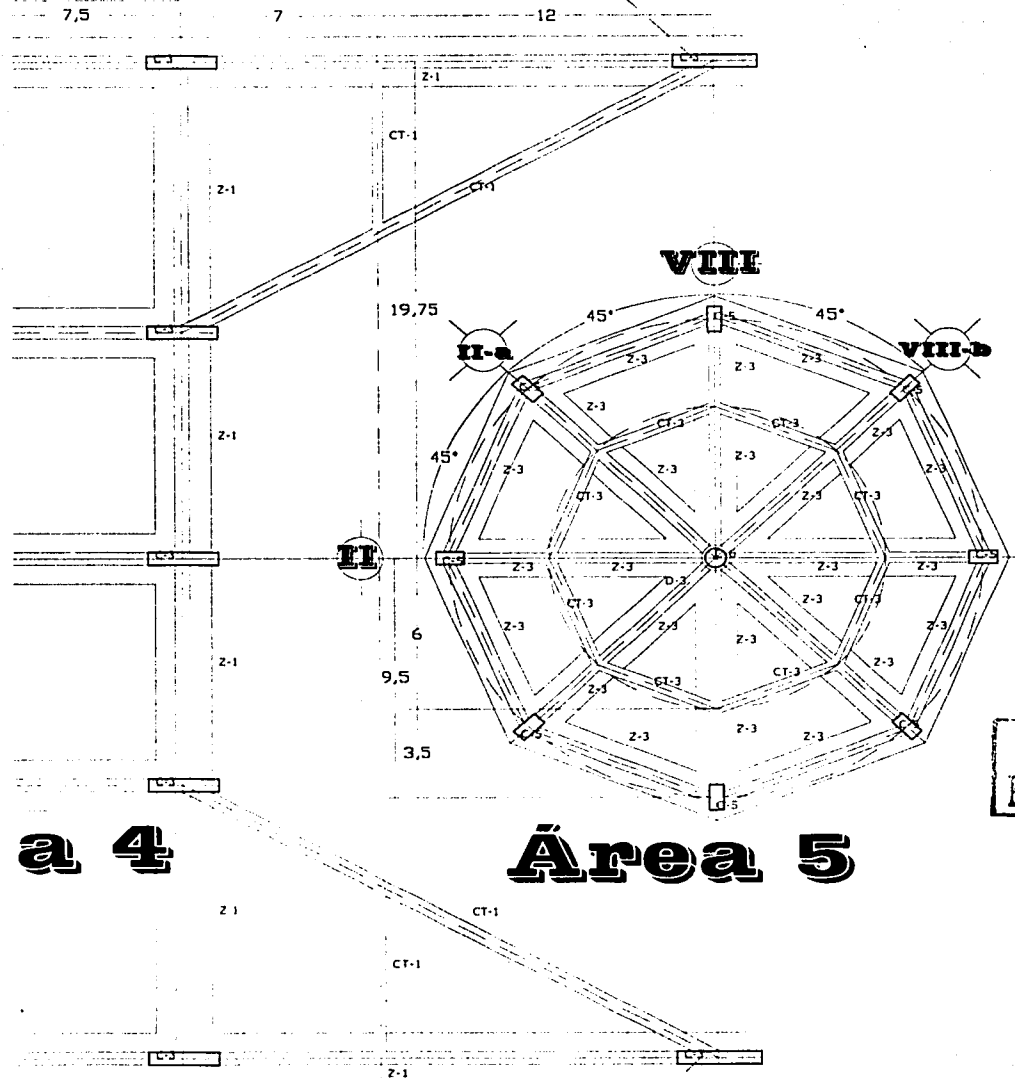 7,5 7 12
C-3 C-3
Z-1
CT-1
Z-1 CT-1
VIII
19,75 45° C-5 45°
C-3
II-a Z-3 Z-3 VIII-b
Z-3
C-5
Z-3
CT-3 CT-3 Z-3
Z-1 45° Z-3 Z-3 Z-3 Z-3
CT-3 Z-3 CT-3
C-3 II C-5 6 C-5
Z-3 Z-3 Z-3 Z-3
D-3
CT-3 Z-3 CT-3
Z-3 Z-3 Z-3
6 Z-3
Z-1 Z-3
9,5 CT-3 CT-3
Z-3
C-5 Z-3
3,5 Z-3 Z-3
C-3
C-5
a 4 Área 5
Z-1 CT-1
CT-1
C-3 C-3
Z-1